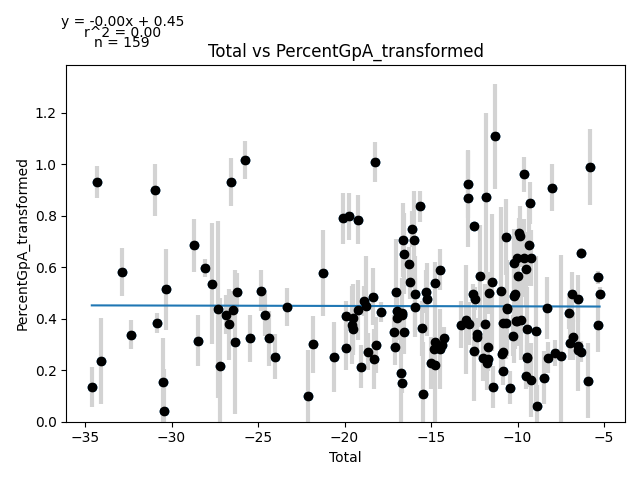 y = -0.00x + 0.45
r^2 = 0.00
n = 159
Total vs PercentGpA_transformed
PercentGpA_transformed
1.2
1.0
0.8
0.6
0.4
0.2
0.0
−35 −30 −25 −20 −15 −10 −5
Total